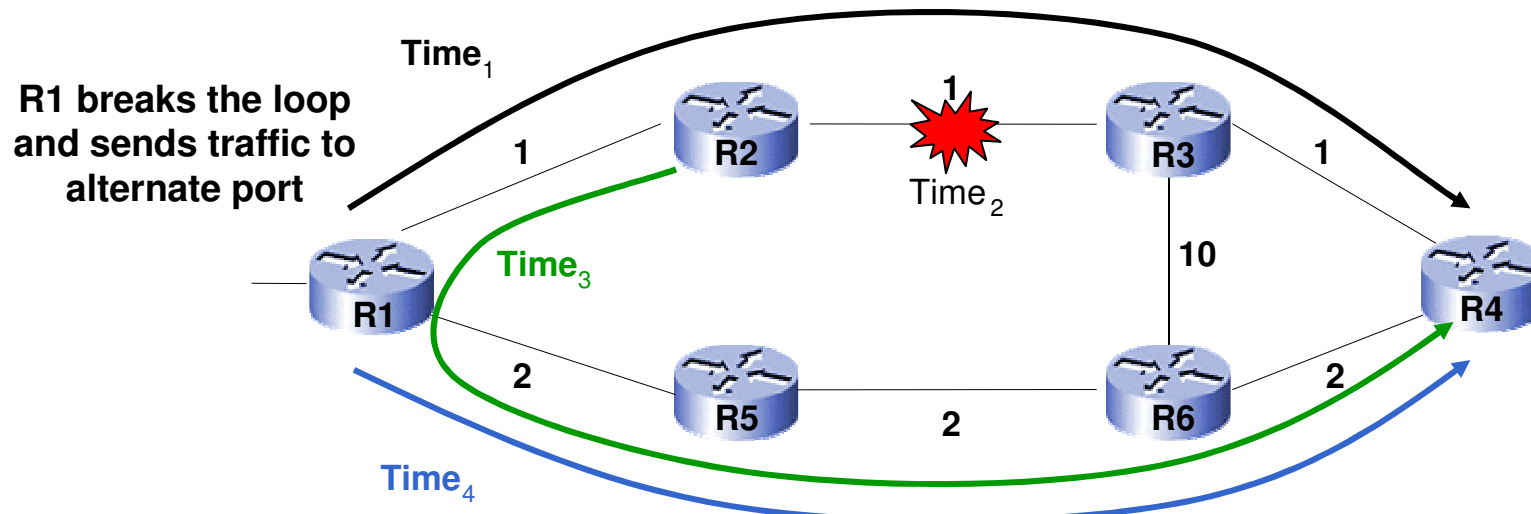 Time1
R1 breaks the loop
and sends traffic to
alternate port
1
R2
1
R3
1
Time2
Time3
10
R1
R4
2
R5
2
R6
2
Time4